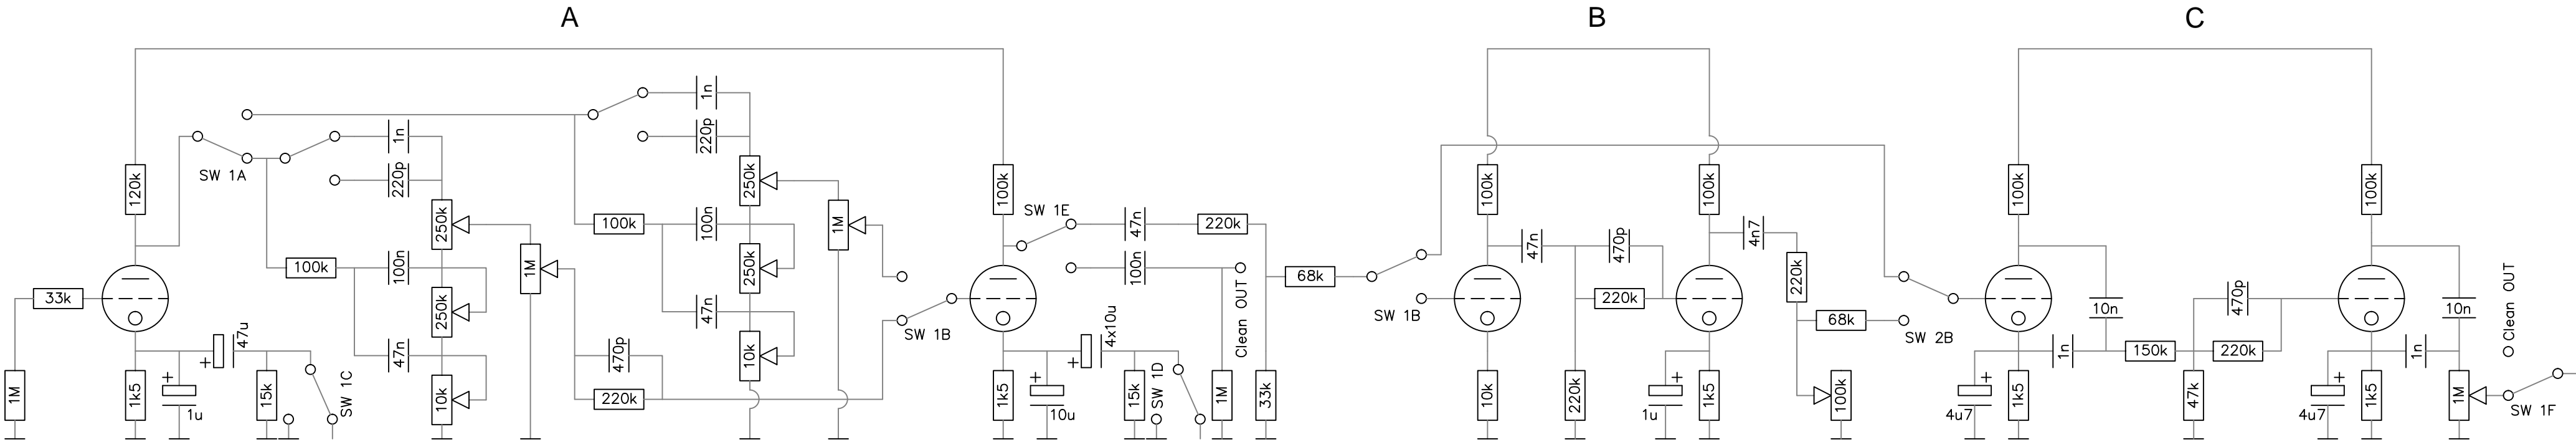 A
B
C
1n
SW 1A
1n
220p
220p
120k
250k
1M
100k
SW 1E
47n
220k
100k
100k
100k
100k
250k
100k
100n
250k
33k
1M
100k
100n
250k
47n
SW 1B
100n
Clean OUT
68k
SW 1B
47n
470p
220k
4n7
220k
68k
SW 2B
10n
470p
10n
Clean OUT
250k
47u
+
47n
10k
470p
220k
10k
4x10u
+
1n
150k
220k
1n
1M
1k5
+
1u
15k
SW 1C
1k5
+
10u
15k
SW 1D
1M
33k
10k
220k
+
1u
1k5
100k
+
4u7
1k5
47k
+
4u7
1k5
1M
SW 1F